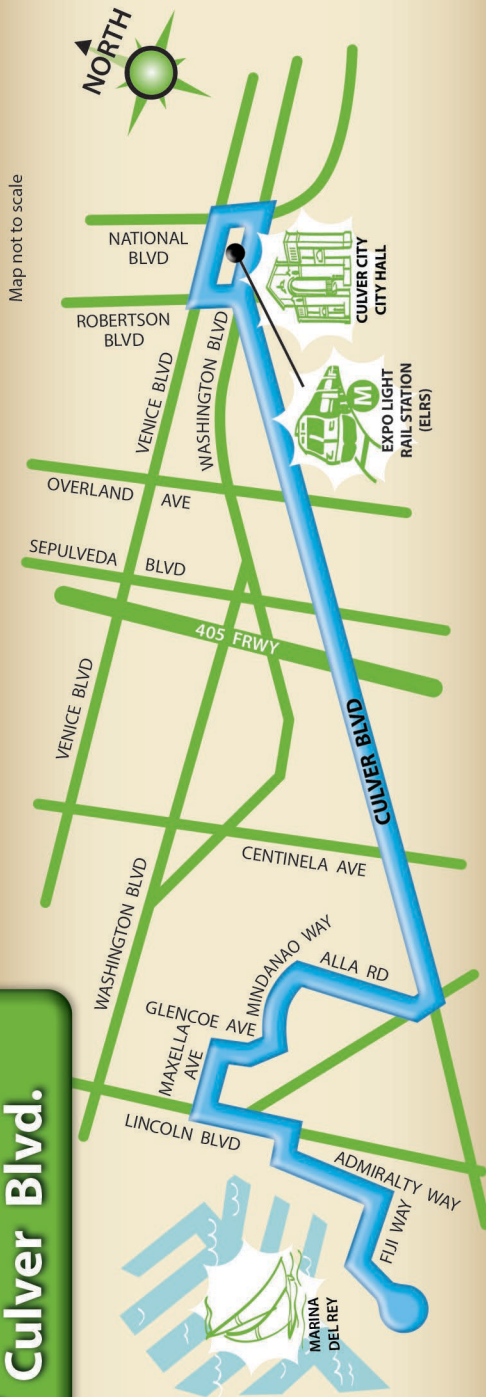 Culver Blvd.
Map not to scale
NORTH
NATIONAL
BLVD
ROBERTSON
BLVD
VENICE BLVD
WASHINGTON BLVD
CULVER CITY
CITY HALL
EXPO LIGHT
RAIL STATION
(ELRS)
M
OVERLAND AVE
SEPULVEDA BLVD
405 FRWY
VENICE BLVD
CULVER BLVD
CENTINELA AVE
WASHINGTON BLVD
MINDANAO WAY
ALLA RD
GLENCOE AVE
MAXELLA
AVE
LINCOLN BLVD
ADMIRALTY WAY
FIJI WAY
MARINA
DEL REY